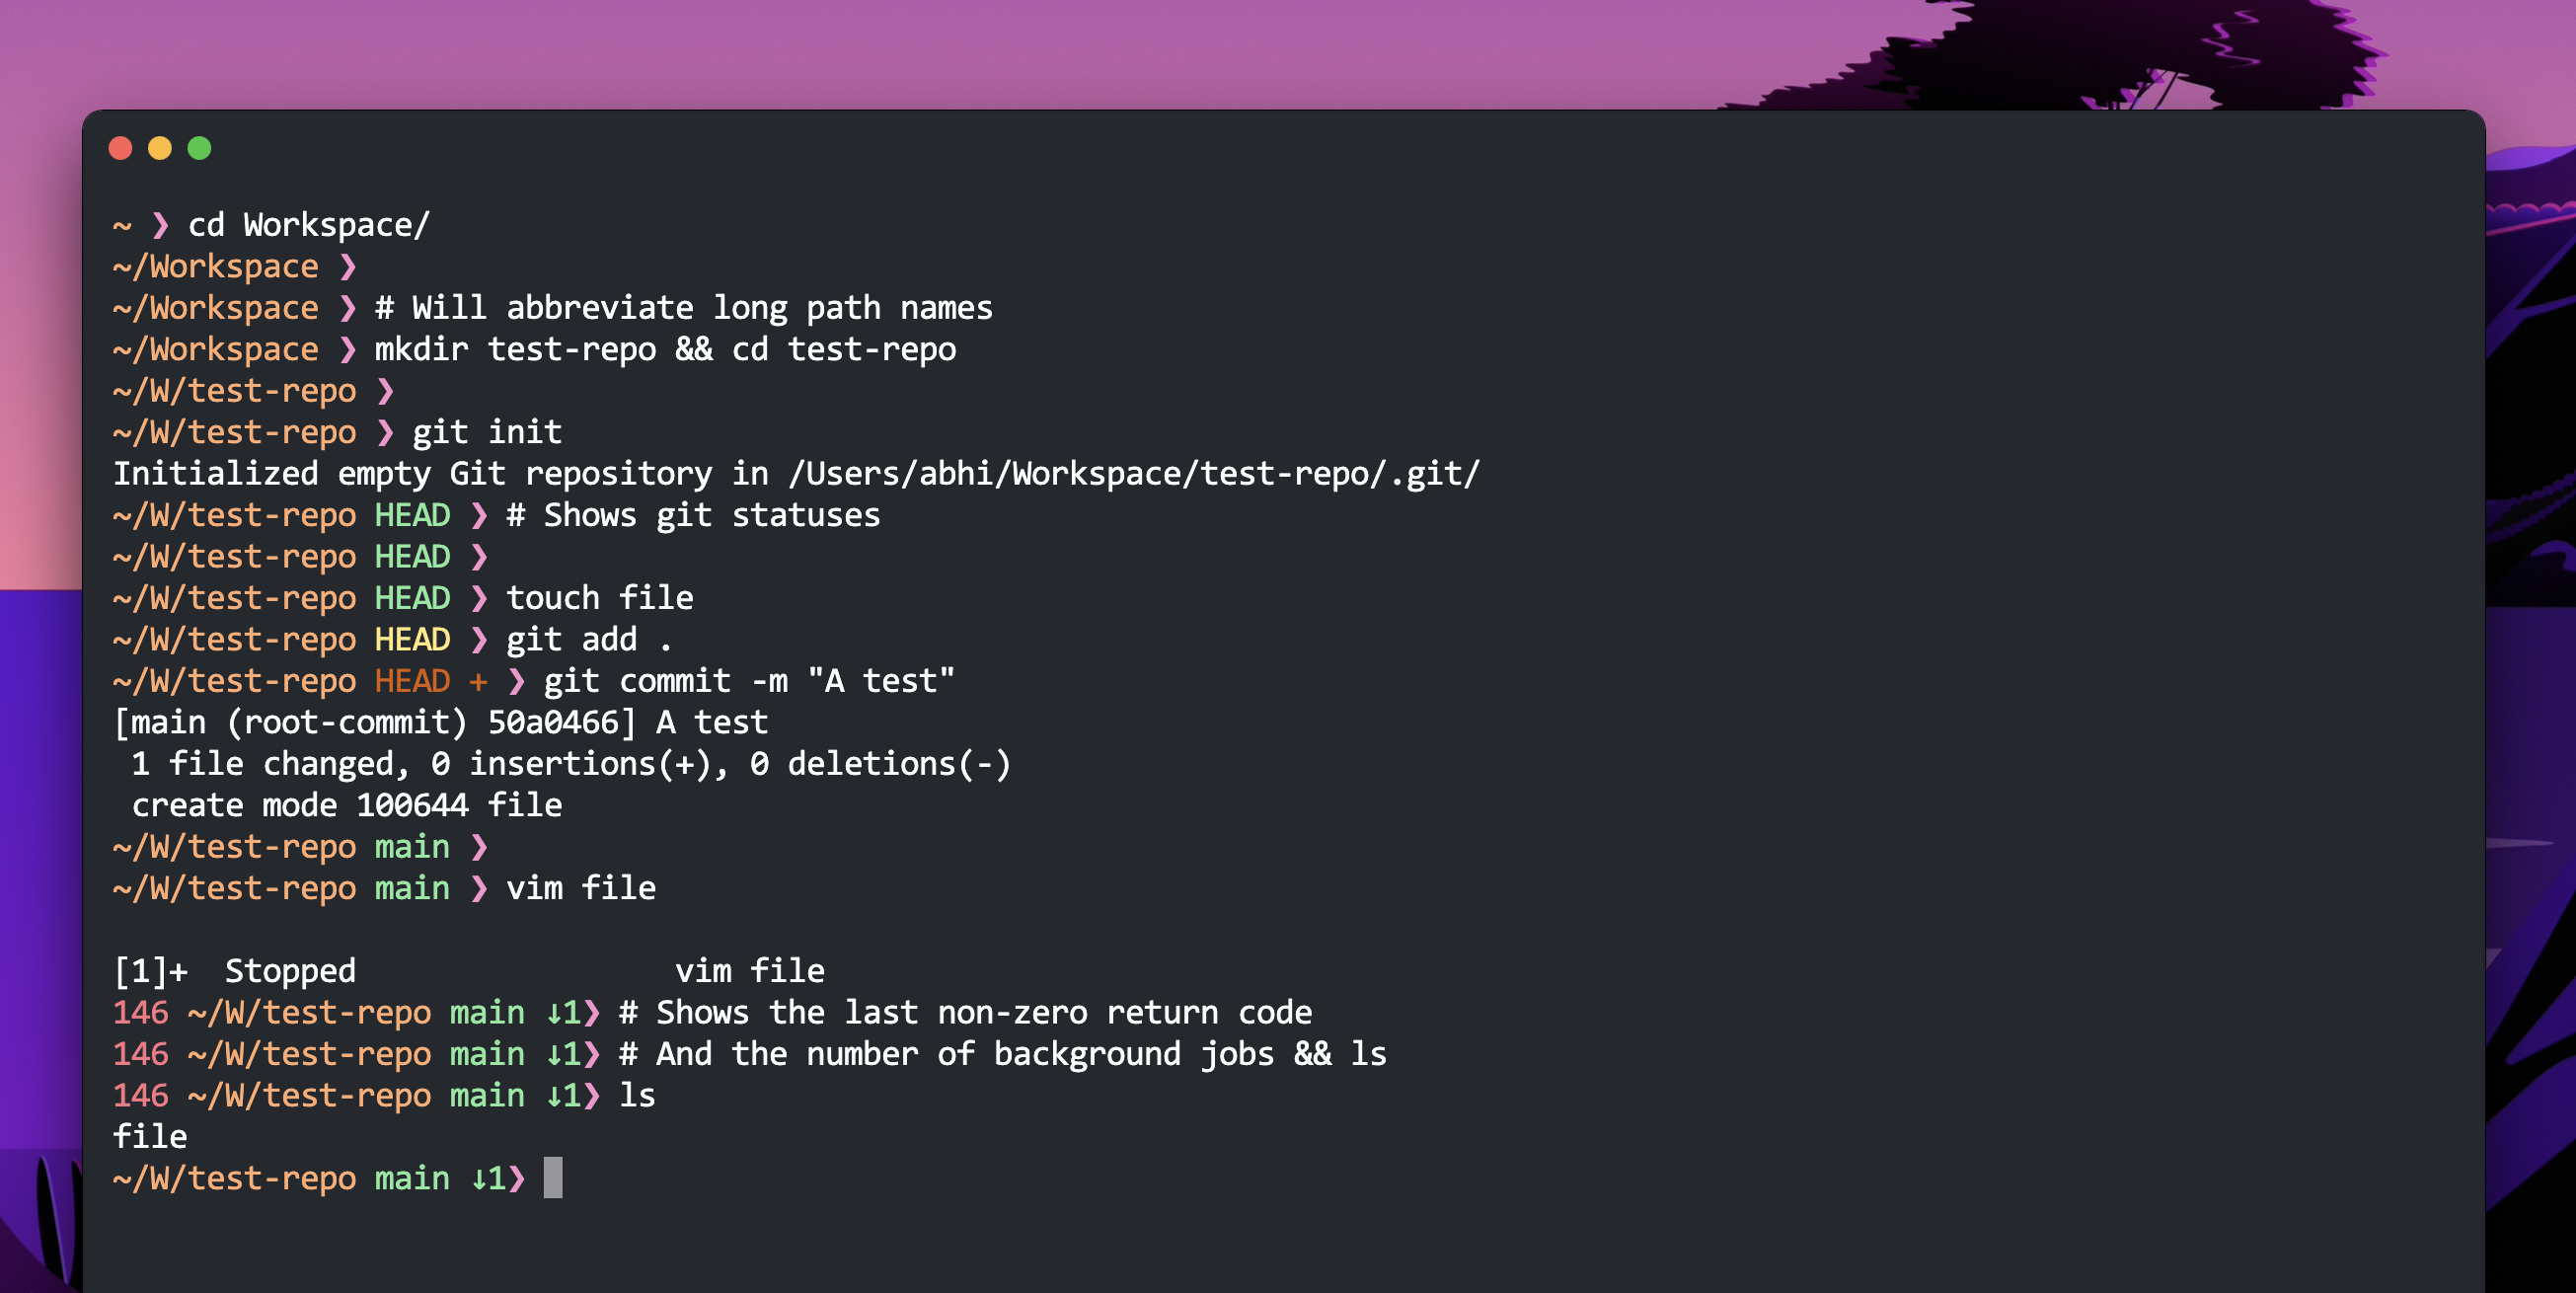 ~ ❯ cd Workspace/
~/Workspace ❯
~/Workspace ❯ # Will abbreviate long path names
~/Workspace ❯ mkdir test-repo && cd test-repo
~/W/test-repo ❯
~/W/test-repo ❯ git init
Initialized empty Git repository in /Users/abhi/Workspace/test-repo/.git/
~/W/test-repo HEAD ❯ # Shows git statuses
~/W/test-repo HEAD ❯
~/W/test-repo HEAD ❯ touch file
~/W/test-repo HEAD ❯ git add .
~/W/test-repo HEAD + ❯ git commit -m "A test"
[main (root-commit) 50a0466] A test
 1 file changed, 0 insertions(+), 0 deletions(-)
 create mode 100644 file
~/W/test-repo main ❯
~/W/test-repo main ❯ vim file

[1]+  Stopped                 vim file
146 ~/W/test-repo main ↓1❯ # Shows the last non-zero return code
146 ~/W/test-repo main ↓1❯ # And the number of background jobs && ls
146 ~/W/test-repo main ↓1❯ ls
file
~/W/test-repo main ↓1❯